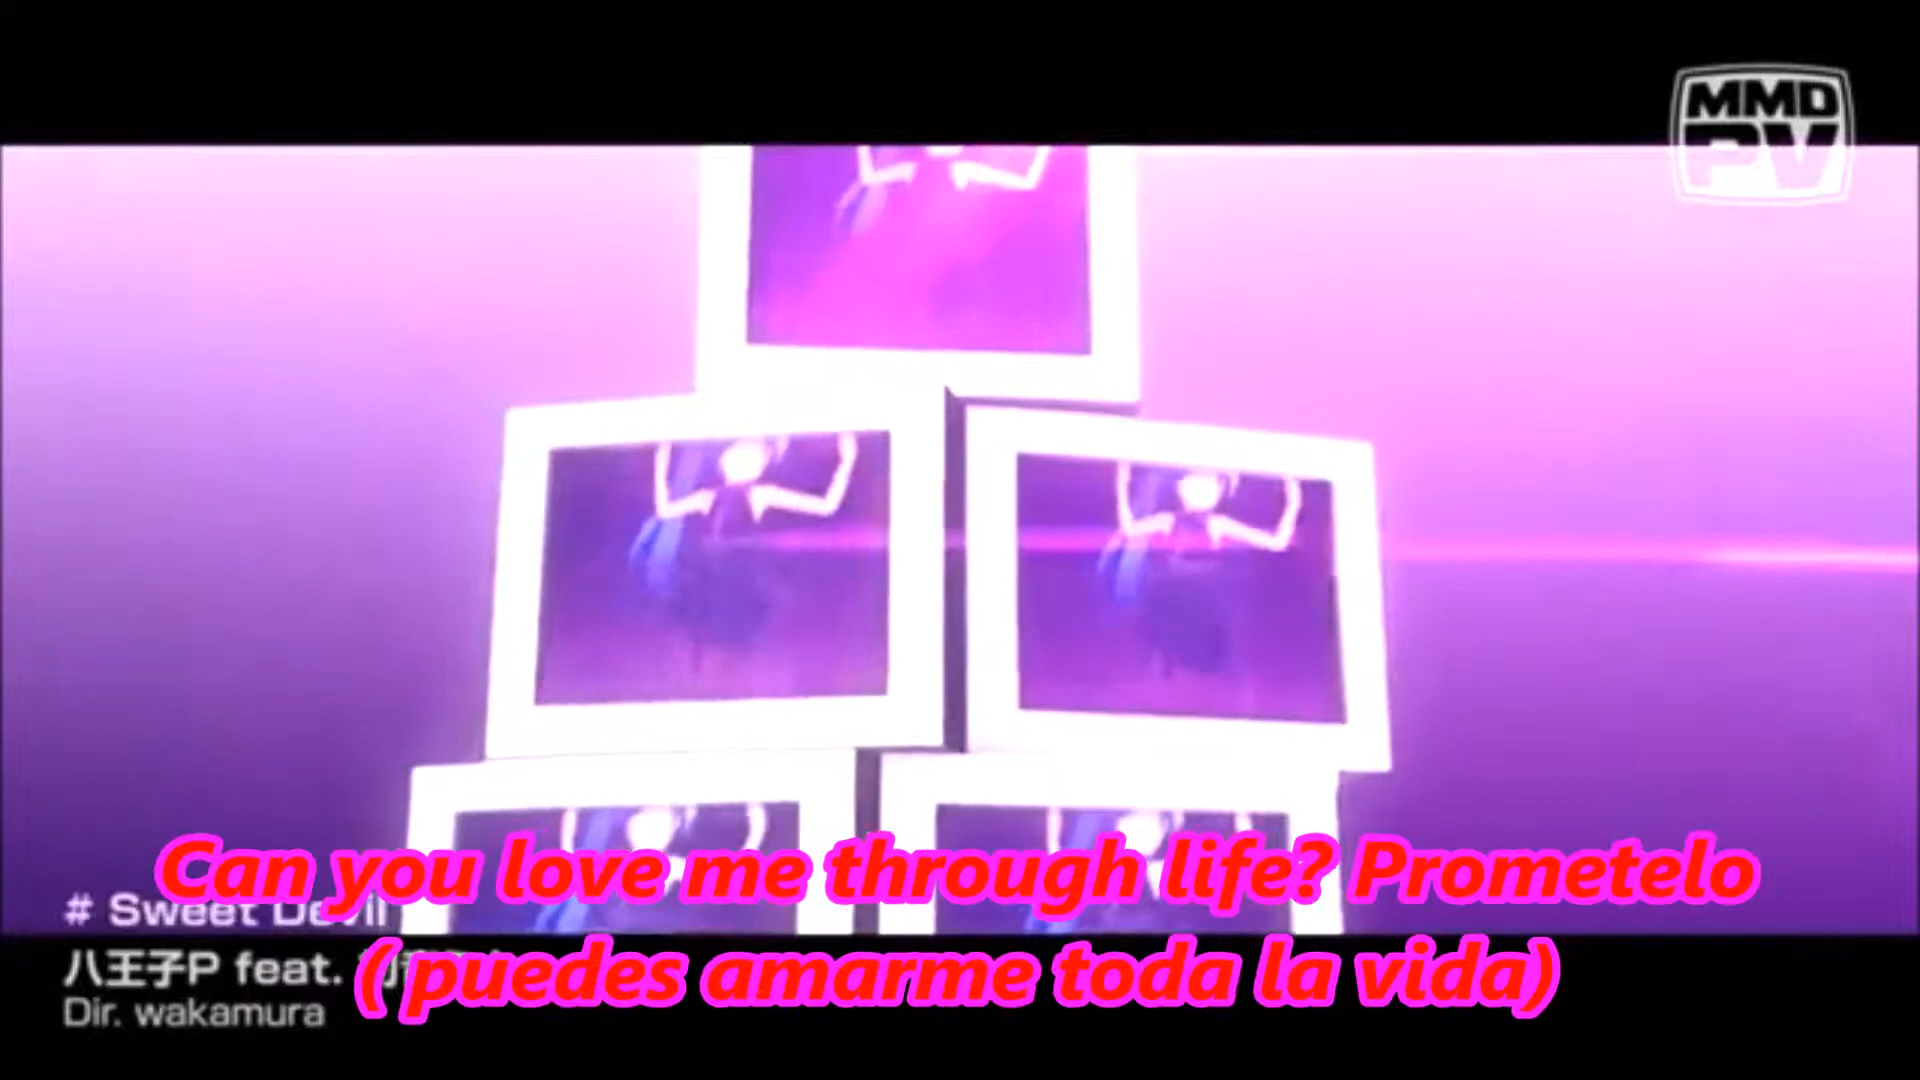 MMD
PV
Can you love me through life? Prometelo
# Sweet Devil
八王子P feat.
( puedes amarme toda la vida)
Dir. wakamura